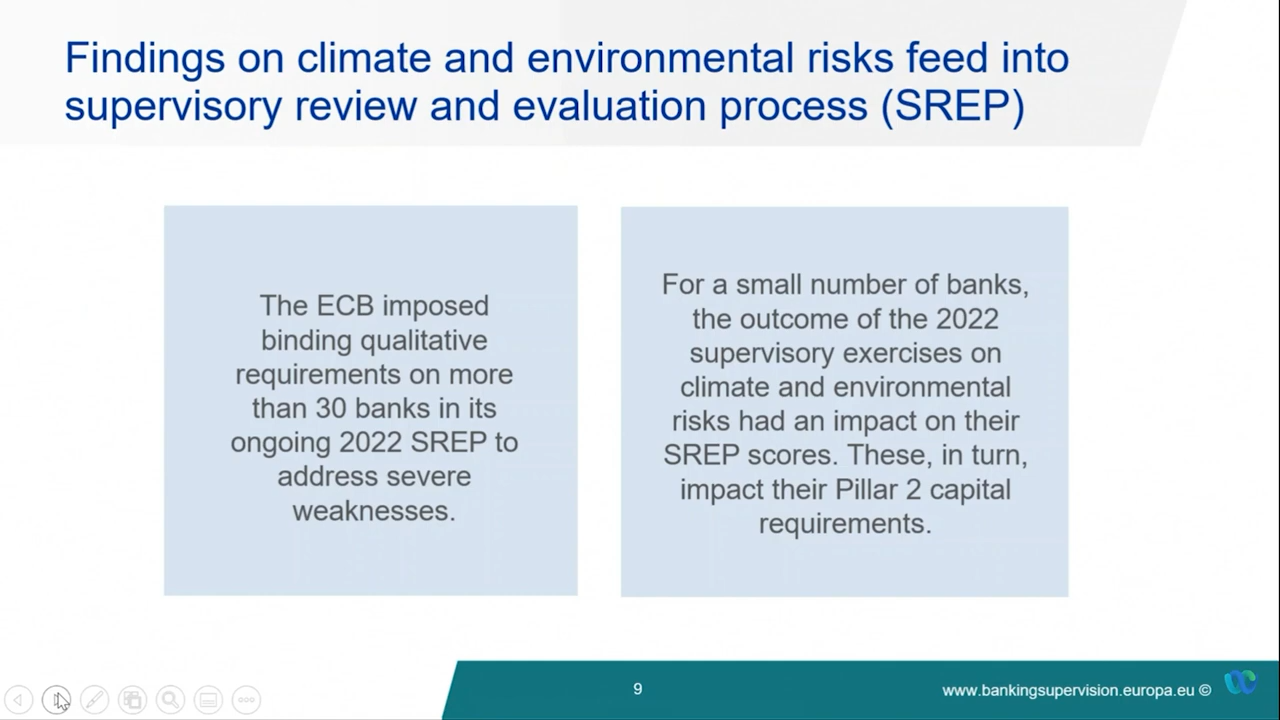 Findings on climate and environmental risks feed into
supervisory review and evaluation process (SREP)
The ECB imposed
binding qualitative
requirements on more
than 30 banks in its
ongoing 2022 SREP to
address severe
weaknesses.
For a small number of banks,
the outcome of the 2022
supervisory exercises on
climate and environmental
risks had an impact on their
SREP scores. These, in turn,
impact their Pillar 2 capital
requirements.
9
www.bankingsupervision.europa.eu ©